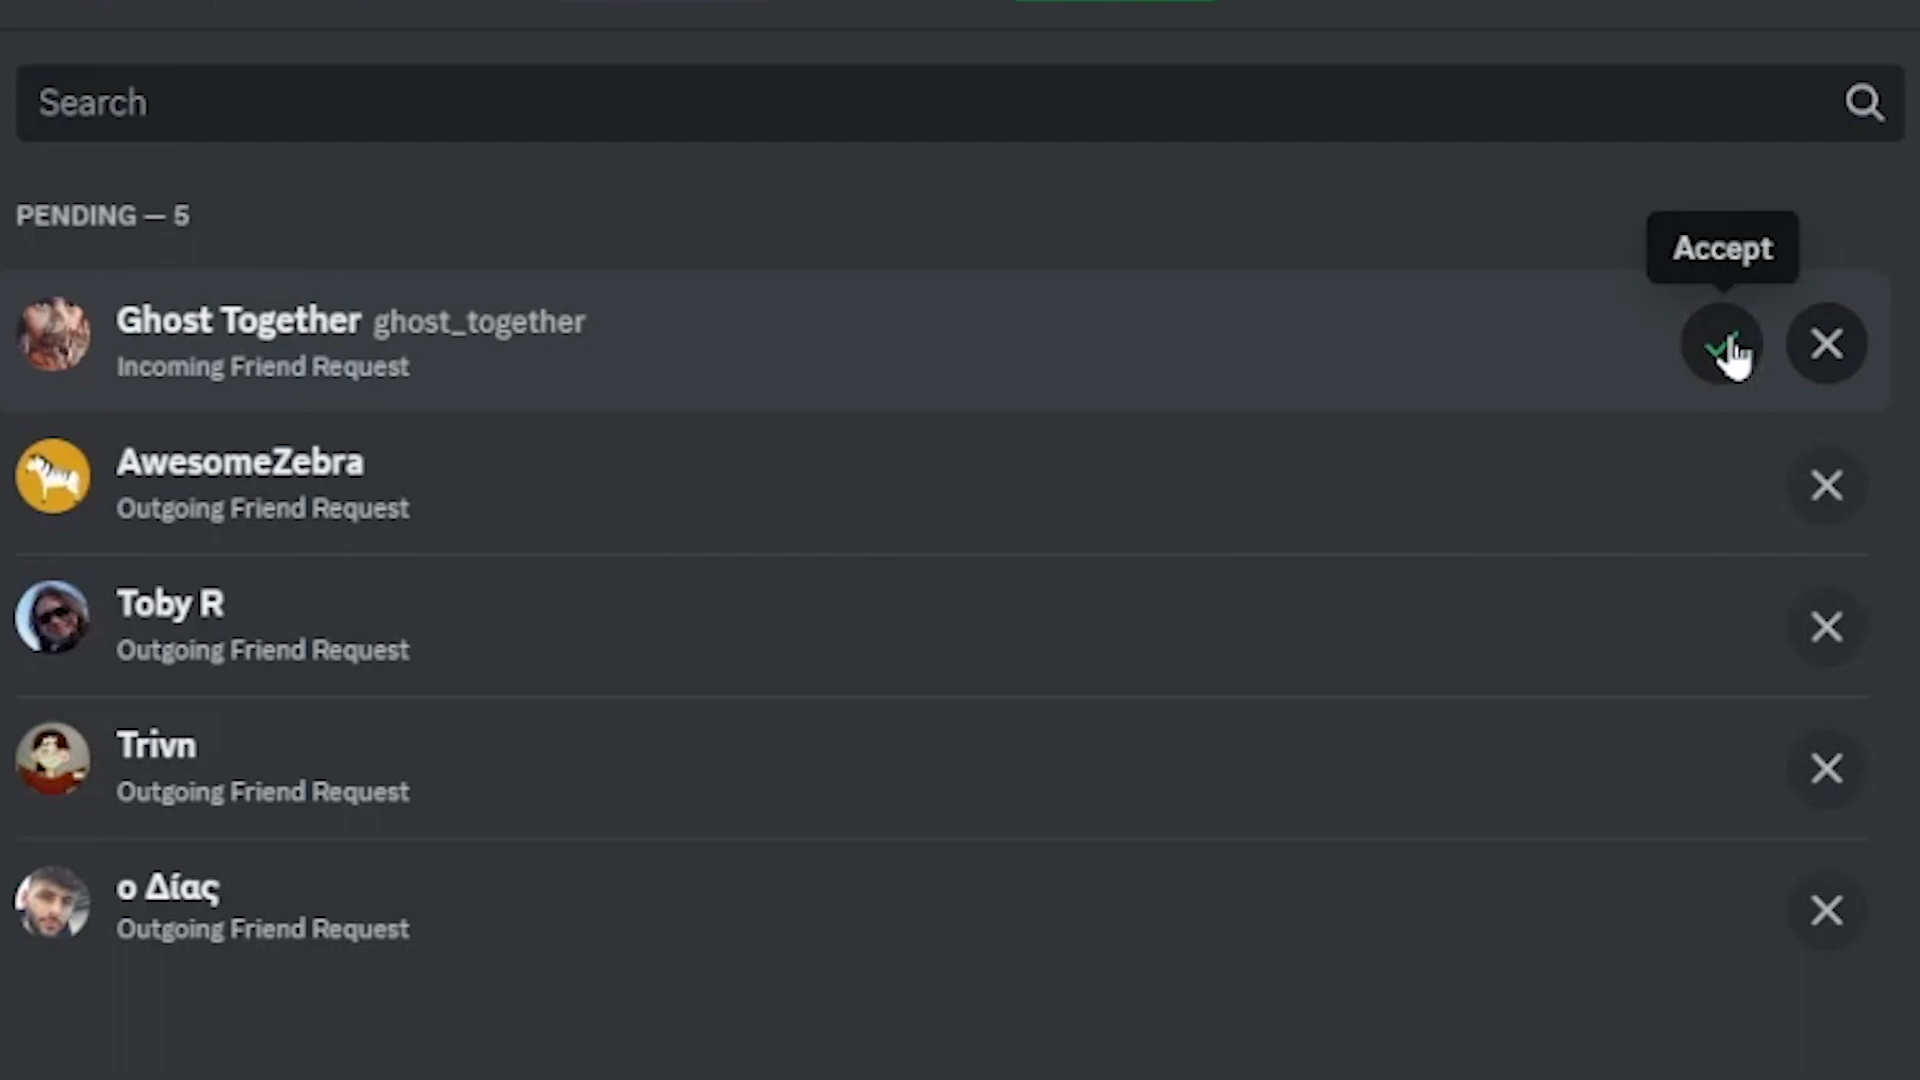 Search
PENDING — 5
Accept
Ghost Together ghost_together
Incoming Friend Request
AwesomeZebra
Outgoing Friend Request
Toby R
Outgoing Friend Request
Trivn
Outgoing Friend Request
ο Δίας
Outgoing Friend Request